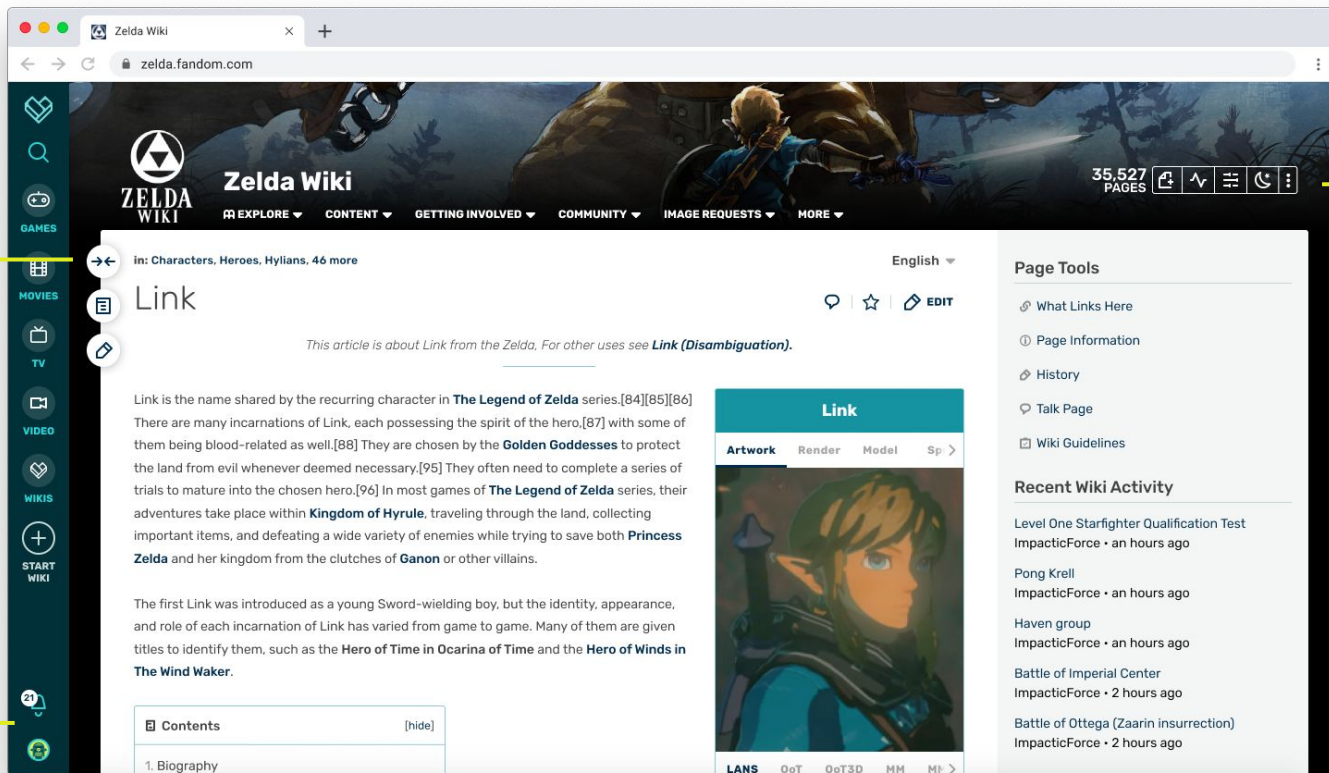 Zelda Wiki
zelda.fandom.com
GAMES
MOVIES
TV
VIDEO
WIKIS
START
WIKI
21
ZELDA
WIKI
Zelda Wiki
EXPLORE
CONTENT
GETTING INVOLVED
COMMUNITY
IMAGE REQUESTS
MORE
35,527
PAGES
in: Characters, Heroes, Hylians, 46 more
English
Link
EDIT
This article is about Link from the Zelda, For other uses see Link (Disambiguation).
Link is the name shared by the recurring character in The Legend of Zelda series.[84][85][86]
There are many incarnations of Link, each possessing the spirit of the hero,[87] with some of
them being blood-related as well.[88] They are chosen by the Golden Goddesses to protect
the land from evil whenever deemed necessary.[95] They often need to complete a series of
trials to mature into the chosen hero.[96] In most games of The Legend of Zelda series, their
adventures take place within Kingdom of Hyrule, traveling through the land, collecting
important items, and defeating a wide variety of enemies while trying to save both Princess
Zelda and her kingdom from the clutches of Ganon or other villains.
The first Link was introduced as a young Sword-wielding boy, but the identity, appearance,
and role of each incarnation of Link has varied from game to game. Many of them are given
titles to identify them, such as the Hero of Time in Ocarina of Time and the Hero of Winds in
The Wind Waker.
Contents [hide]
1. Biography
Link
Artwork Render Model Sp
LANS OoT OoT3D MM
Page Tools
What Links Here
Page Information
History
Talk Page
Wiki Guidelines
Recent Wiki Activity
Level One Starfighter Qualification Test
ImpacticForce • an hours ago
Pong Krell
ImpacticForce • an hours ago
Haven group
ImpacticForce • an hours ago
Battle of Imperial Center
ImpacticForce • 2 hours ago
Battle of Ottega (Zaarin insurrection)
ImpacticForce • 2 hours ago